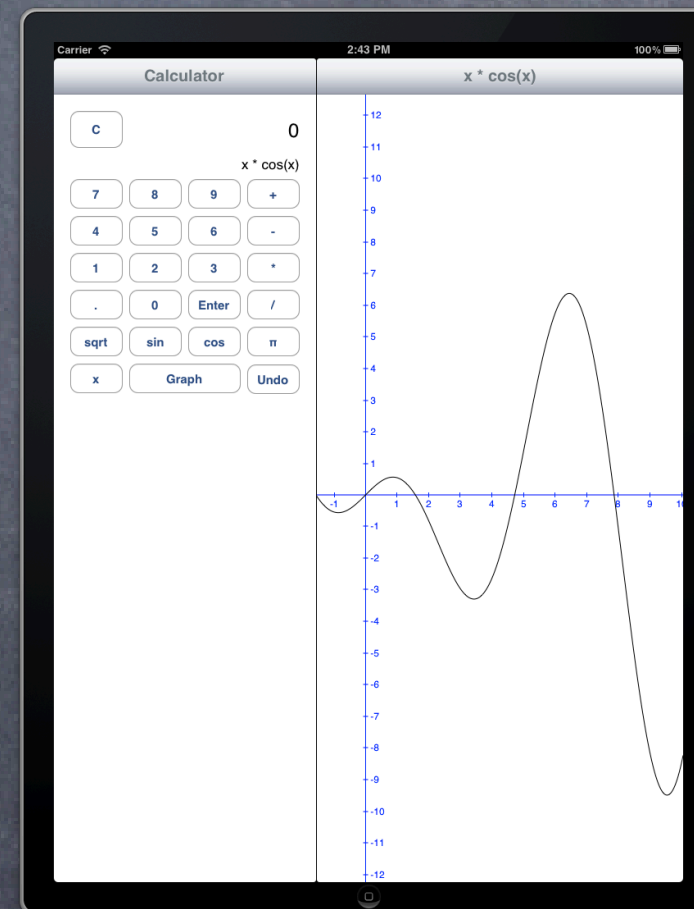 Carrier 2:43 PM 100%
Calculator
x * cos(x)
C 0
x * cos(x)
7 8 9 +
4 5 6 -
1 2 3 *
. 0 Enter /
sqrt sin cos π
x Graph Undo
12
11
10
9
8
7
6
5
4
3
2
1
-1 1 2 3 4 5 6 7 8 9
-1
-2
-3
-4
-5
-6
-7
-8
-9
-10
-11
-12